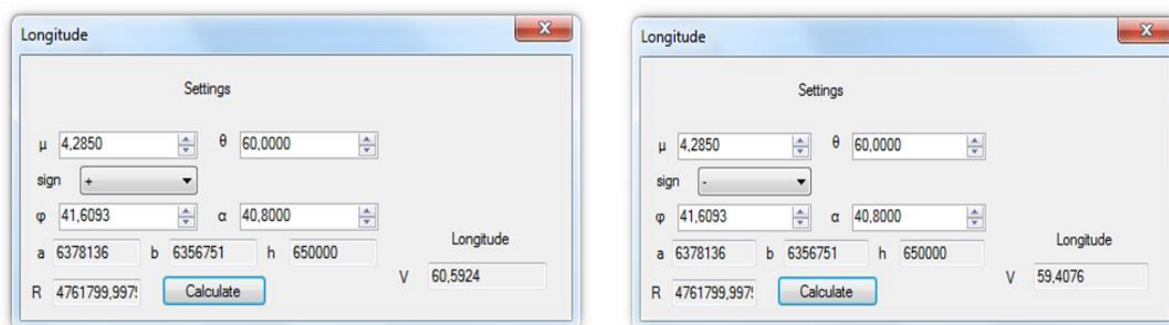 Longitude
Settings
μ 4,2850 θ 60,0000
sign +
φ 41,6093 α 40,8000
a 6378136 b 6356751 h 650000
Longitude
R 4761799,997 Calculate V 60,5924
Longitude
Settings
μ 4,2850 θ 60,0000
sign -
φ 41,6093 α 40,8000
a 6378136 b 6356751 h 650000
Longitude
R 4761799,997 Calculate V 59,4076